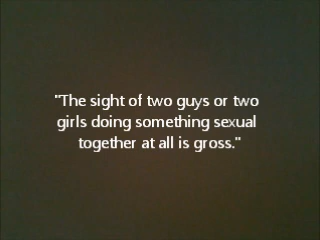 "The sight of two guys or two
girls doing something sexual
together at all is gross."